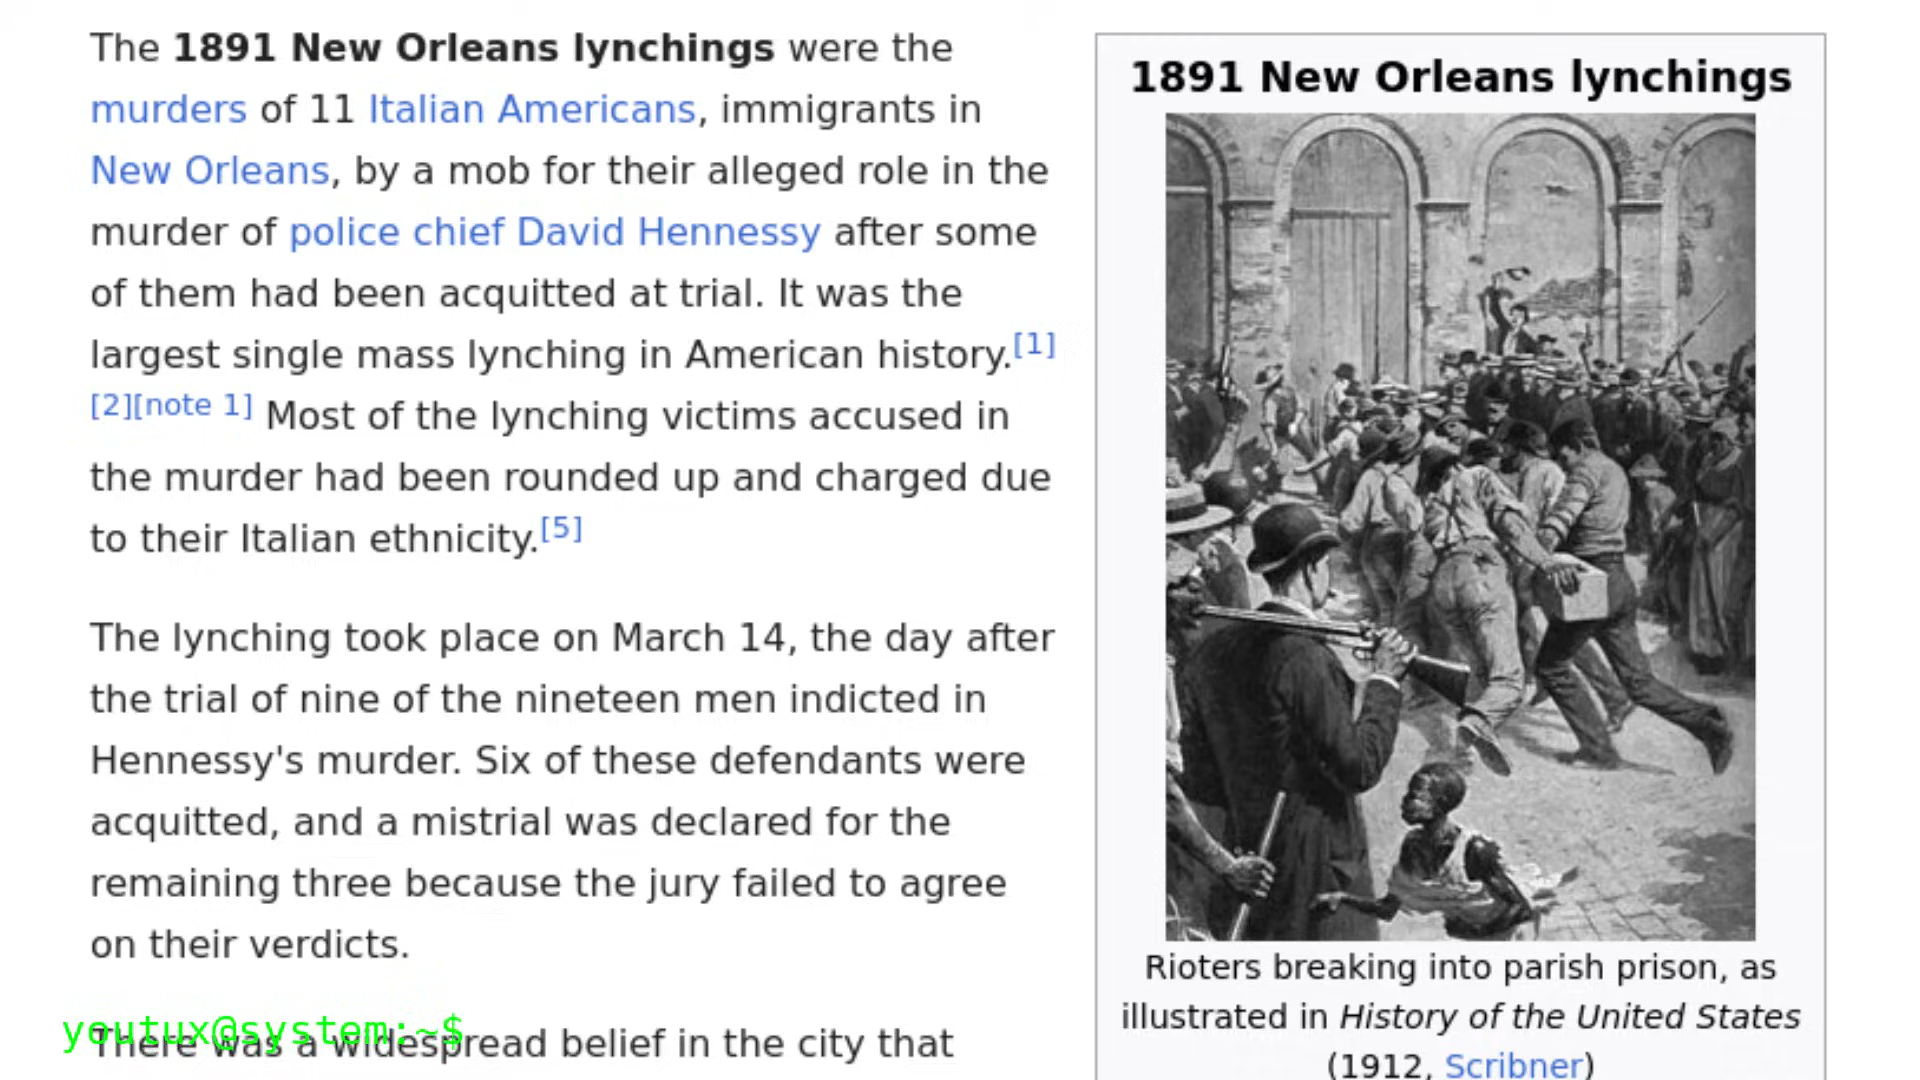 The 1891 New Orleans lynchings were the
murders of 11 Italian Americans, immigrants in
New Orleans, by a mob for their alleged role in the
murder of police chief David Hennessy after some
of them had been acquitted at trial. It was the
largest single mass lynching in American history.[1]
[2][note 1] Most of the lynching victims accused in
the murder had been rounded up and charged due
to their Italian ethnicity.[5]
The lynching took place on March 14, the day after
the trial of nine of the nineteen men indicted in
Hennessy's murder. Six of these defendants were
acquitted, and a mistrial was declared for the
remaining three because the jury failed to agree
on their verdicts.
There was a widespread belief in the city that
youtux@system:~$
1891 New Orleans lynchings
Rioters breaking into parish prison, as
illustrated in History of the United States
(1912, Scribner)